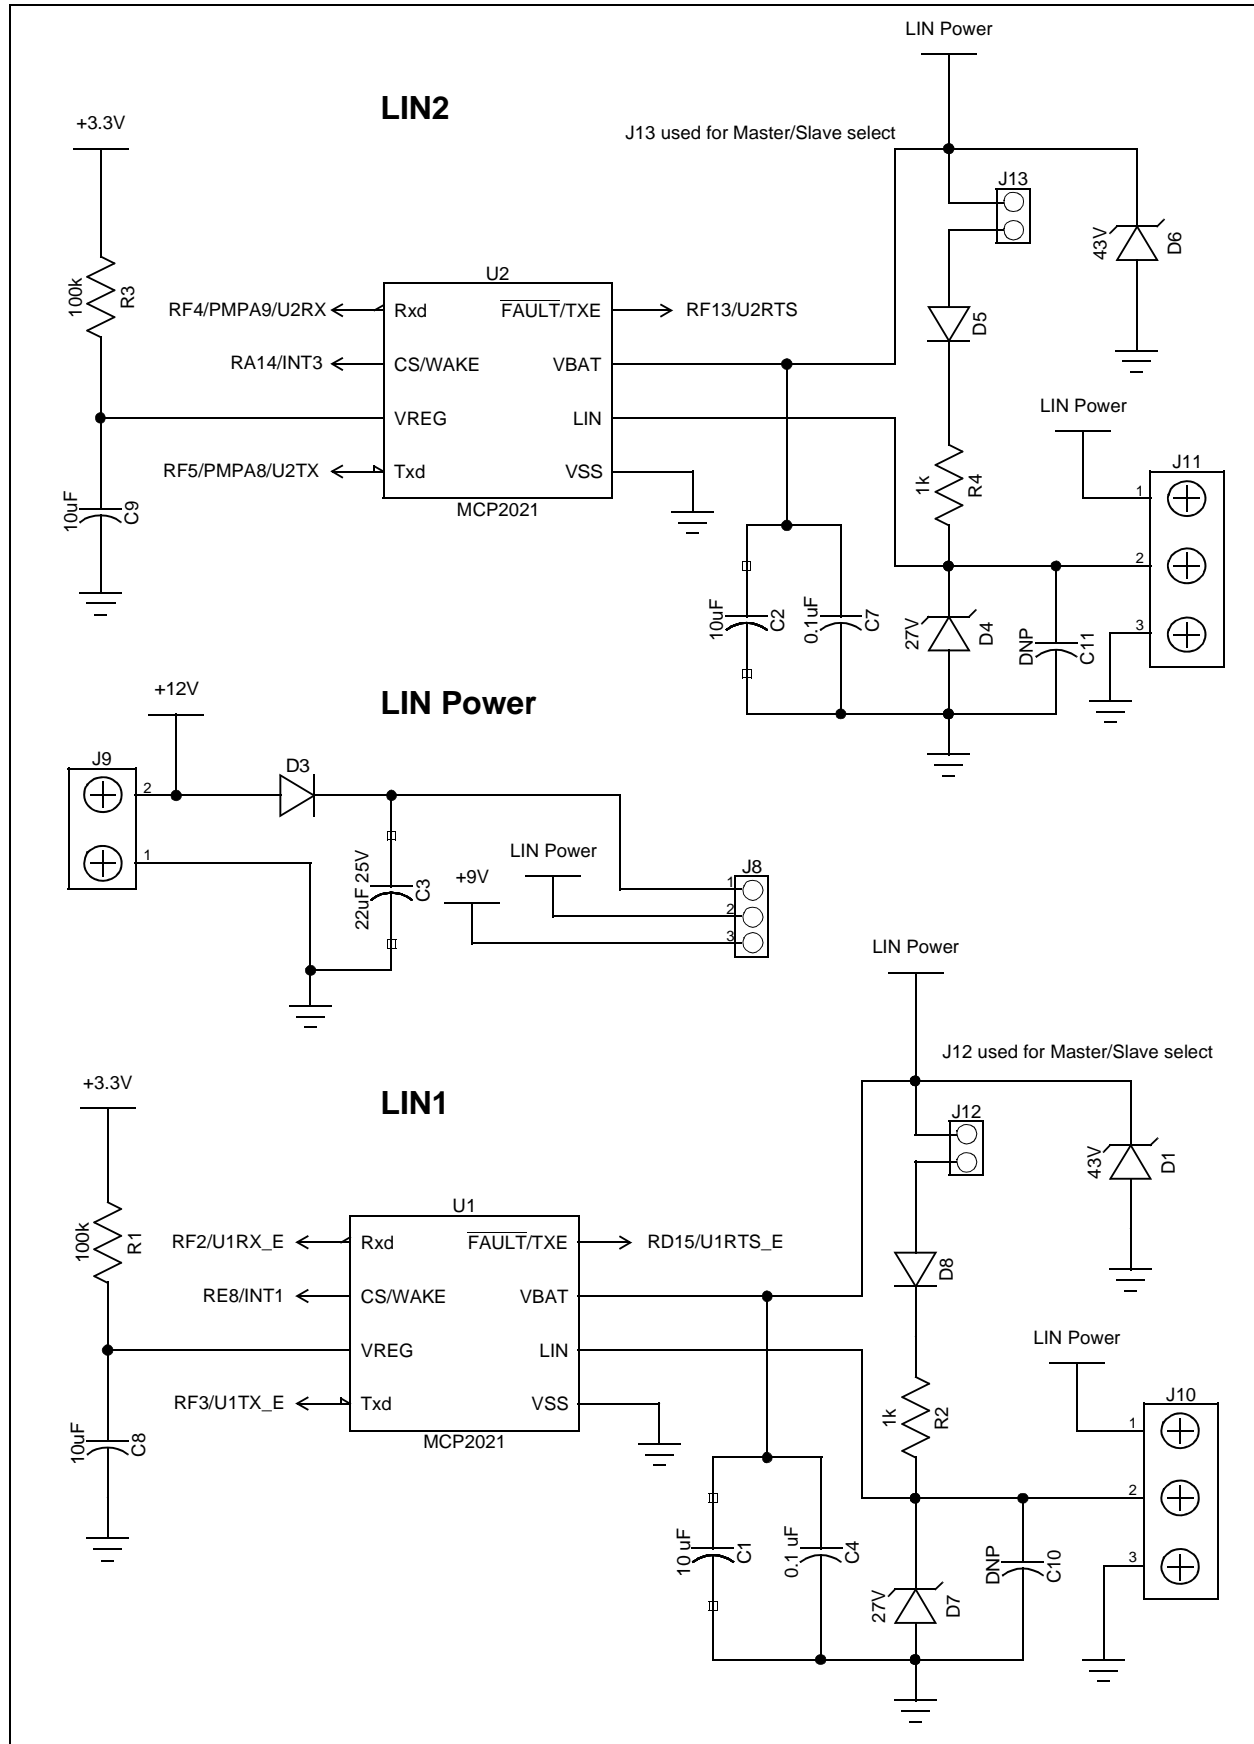 LIN Power
LIN2
+3.3V
J13 used for Master/Slave select
J13
43V
D6
100k
R3
U2
RF4/PMPA9/U2RX
Rxd
FAULT/TXE
RF13/U2RTS
D5
RA14/INT3
CS/WAKE
VBAT
VREG
LIN
LIN Power
RF5/PMPA8/U2TX
Txd
VSS
MCP2021
1k
R4
J11
1
2
3
10uF
C9
10uF
C2
0.1uF
C7
27V
D4
DNP
C11
LIN Power
+12V
J9
2
1
D3
22uF 25V
C3
LIN Power
+9V
J8
1
2
3
LIN Power
J12 used for Master/Slave select
LIN1
+3.3V
J12
43V
D1
100k
R1
U1
RF2/U1RX_E
Rxd
FAULT/TXE
RD15/U1RTS_E
D8
RE8/INT1
CS/WAKE
VBAT
VREG
LIN
LIN Power
RF3/U1TX_E
Txd
VSS
MCP2021
1k
R2
J10
1
2
3
10uF
C8
10 uF
C1
0.1 uF
C4
27V
D7
DNP
C10